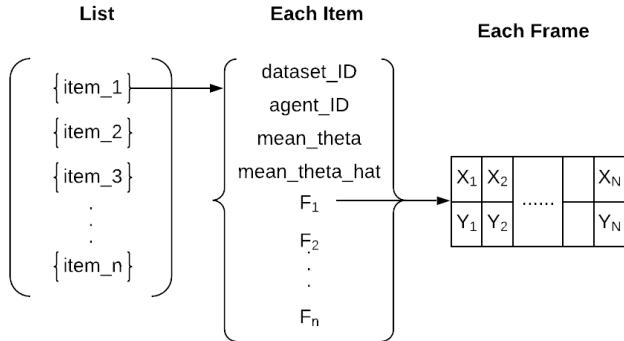 List
Each Item
Each Frame
{item_1}
{item_2}
{item_3}
.
.
.
{item_n}
dataset_ID
agent_ID
mean_theta
mean_theta_hat
F1
F2
.
.
.
Fn
X1 X2 ...... XN
Y1 Y2 YN